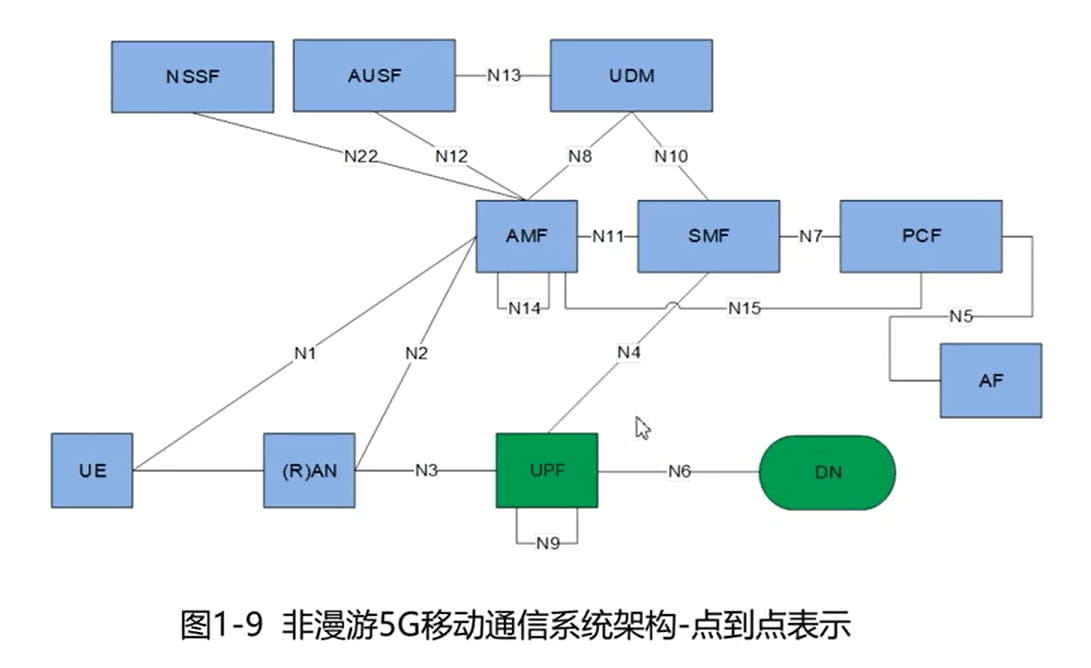 NSSF
AUSF
N13
UDM
N22
N12
N8
N10
AMF
N11
SMF
N7
PCF
N14
N15
N5
N1
N2
N4
AF
UE
(R)AN
N3
UPF
N6
DN
N9
图1-9 非漫游5G移动通信系统架构-点到点表示